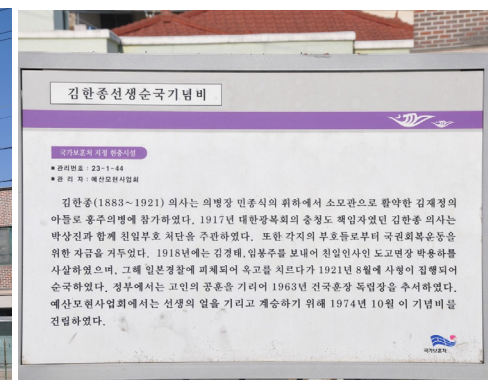 김한종선생순국기념비
국가보훈처 지정 현충시설
■ 관리번호 : 23-1-44
■ 관 리 자 : 예산모현사업회
김한종(1883~1921) 의사는 의병장 민종식의 휘하에서 소모관으로 활약한 김재정의
아들로 홍주의병에 참가하였다. 1917년 대한광복회의 충청도 책임자였던 김한종 의사는
박상진과 함께 친일부호 처단을 주관하였다. 또한 각지의 부호들로부터 국권회복운동을
위한 자금을 거두었다. 1918년에는 김경태, 임봉주를 보내어 친일인사인 도고면장 박용하를
사살하였으며, 그해 일본경찰에 피체되어 옥고를 치르다가 1921년 8월에 사형이 집행되어
순국하였다. 정부에서는 고인의 공훈을 기리어 1963년 건국훈장 독립장을 추서하였다.
예산모현사업회에서는 선생의 얼을 기리고 계승하기 위해 1974년 10월 이 기념비를
건립하였다.
국가보훈처